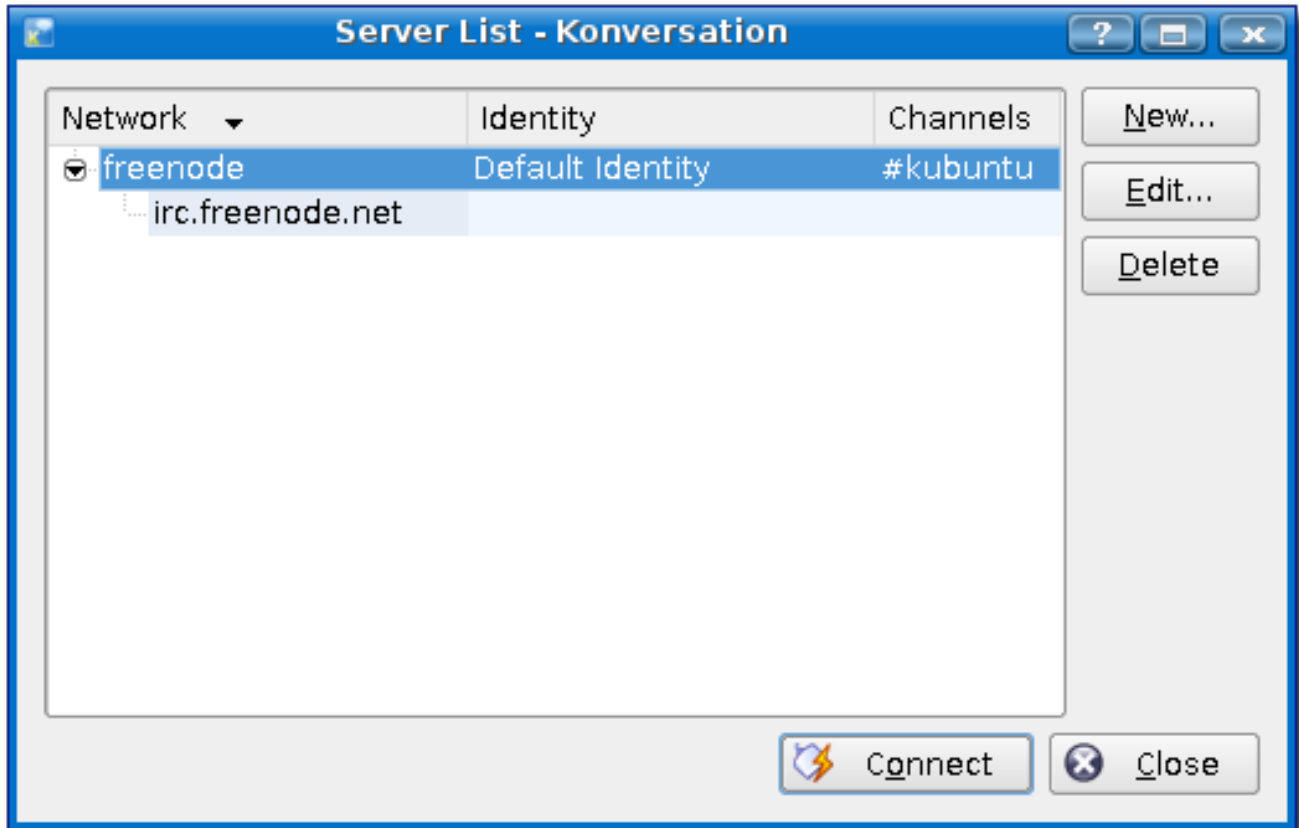 Server List - Konversation
Network Identity Channels
New...
freenode Default Identity #kubuntu
Edit...
irc.freenode.net
Delete
Connect Close